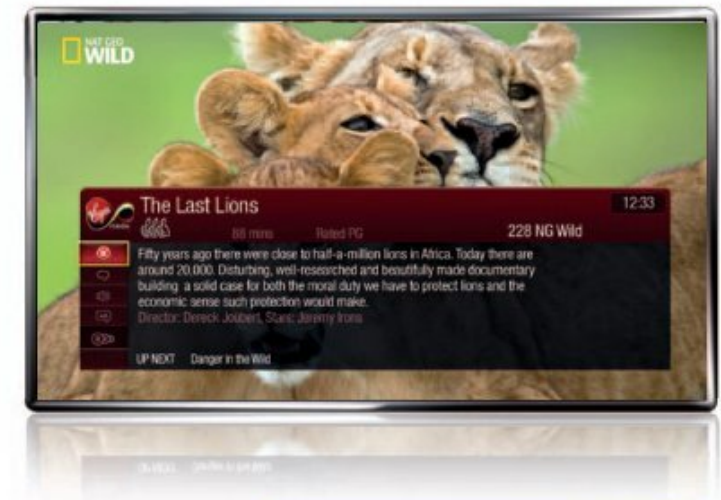 NAT GEO
WILD
Virgin
The Last Lions
12:33
88 mins
Rated PG
228 NG Wild
Fifty years ago there were close to half-a-million lions in Africa. Today there are
around 20,000. Disturbing, well-researched and beautifully made documentary
building a solid case for both the moral duty we have to protect lions and the
economic sense such protection would make.
Director: Dereck Joubert, Stars: Jeremy Irons
UP NEXT Danger in the Wild